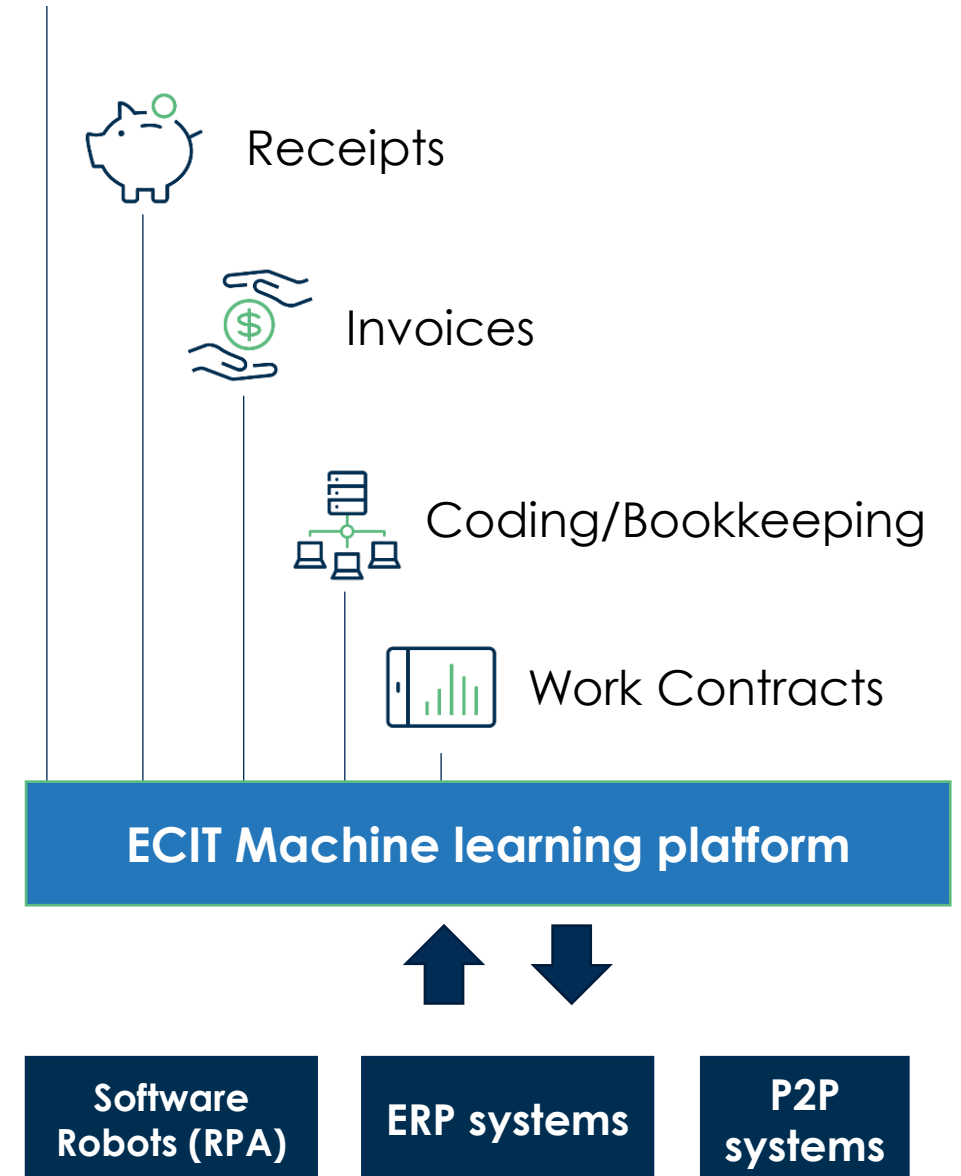 Receipts
$
Invoices
Coding/Bookkeeping
Work Contracts
ECIT Machine learning platform
Software
Robots (RPA)
ERP systems
P2P
systems